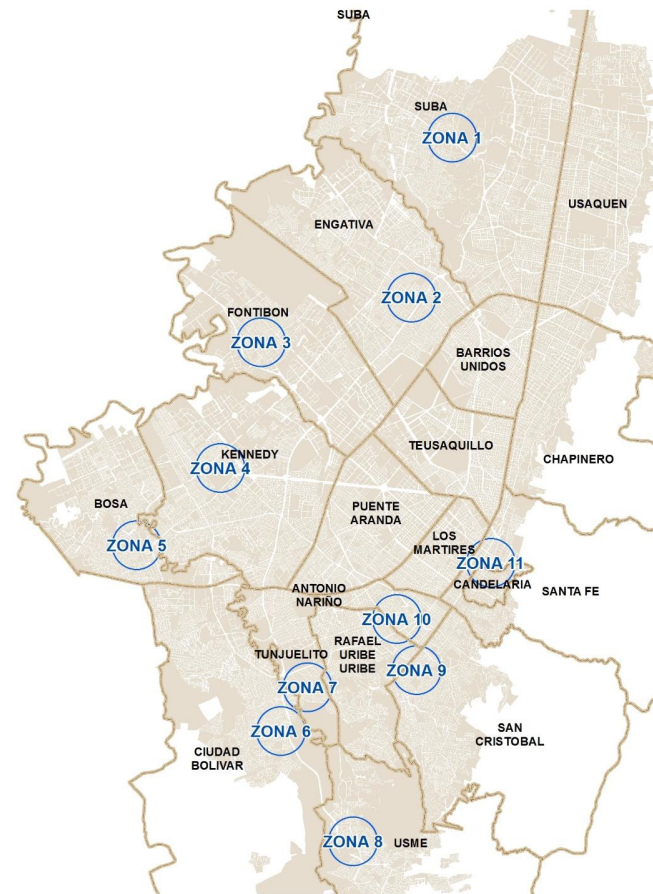 SUBA
SUBA
ZONA 1
USAQUEN
ENGATIVA
ZONA 2
FONTIBON
ZONA 3
BARRIOS
UNIDOS
TEUSAQUILLO
KENNEDY
ZONA 4
CHAPINERO
BOSA
PUENTE
ARANDA
LOS
MARTIRES
ZONA 5
ZONA 11
CANDELARIA
SANTA FE
ANTONIO
NARIÑO
ZONA 10
RAFAEL
URIBE
URIBE
TUNJUELITO
ZONA 9
ZONA 7
ZONA 6
SAN
CRISTOBAL
CIUDAD
BOLIVAR
ZONA 8
USME